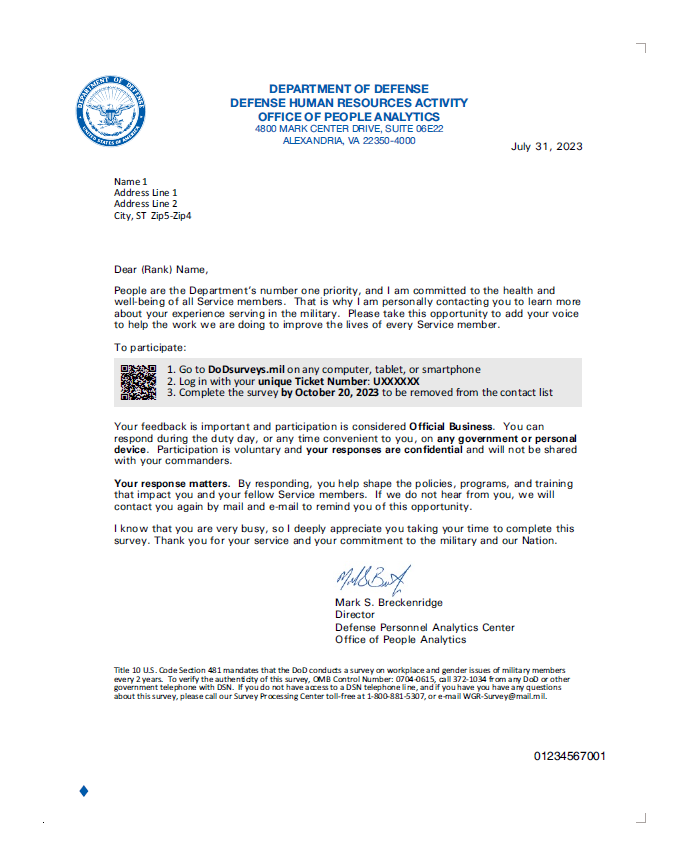 DEPARTMENT OF DEFENSE
UNITED STATES OF AMERICA
DEPARTMENT OF DEFENSE
DEFENSE HUMAN RESOURCES ACTIVITY
OFFICE OF PEOPLE ANALYTICS
4800 MARK CENTER DRIVE, SUITE 06E22
ALEXANDRIA, VA 22350-4000
July 31, 2023
Name 1
Address Line 1
Address Line 2
City, ST Zip5-Zip4
Dear (Rank) Name,
People are the Department's number one priority, and I am committed to the health and
well-being of all Service members. That is why I am personally contacting you to learn more
about your experience serving in the military. Please take this opportunity to add your voice
to help the work we are doing to improve the lives of every Service member.
To participate:
1. Go to DoDsurveys.mil on any computer, tablet, or smartphone
2. Log in with your unique Ticket Number: UXXXXXX
3. Complete the survey by October 20, 2023 to be removed from the contact list
Your feedback is important and participation is considered Official Business. You can
respond during the duty day, or any time convenient to you, on any government or personal
device. Participation is voluntary and your responses are confidential and will not be shared
with your commanders.
Your response matters. By responding, you help shape the policies, programs, and training
that impact you and your fellow Service members. If we do not hear from you, we will
contact you again by mail and e-mail to remind you of this opportunity.
I know that you are very busy, so I deeply appreciate you taking your time to complete this
survey. Thank you for your service and your commitment to the military and our Nation.
Mark S. Breckenridge
Director
Defense Personnel Analytics Center
Office of People Analytics
Title 10 U.S. Code Section 481 mandates that the DoD conducts a survey on workplace and gender issues of military members
every 2 years. To verify the authenticity of this survey, OMB Control Number: 0704-0615, call 372-1034 from any DoD or other
government telephone with DSN. If you do not have access to a DSN telephone line, and if you have you have any questions
about this survey, please call our Survey Processing Center toll-free at 1-800-881-5307, or e-mail WGR-Survey@mail.mil.
01234567001